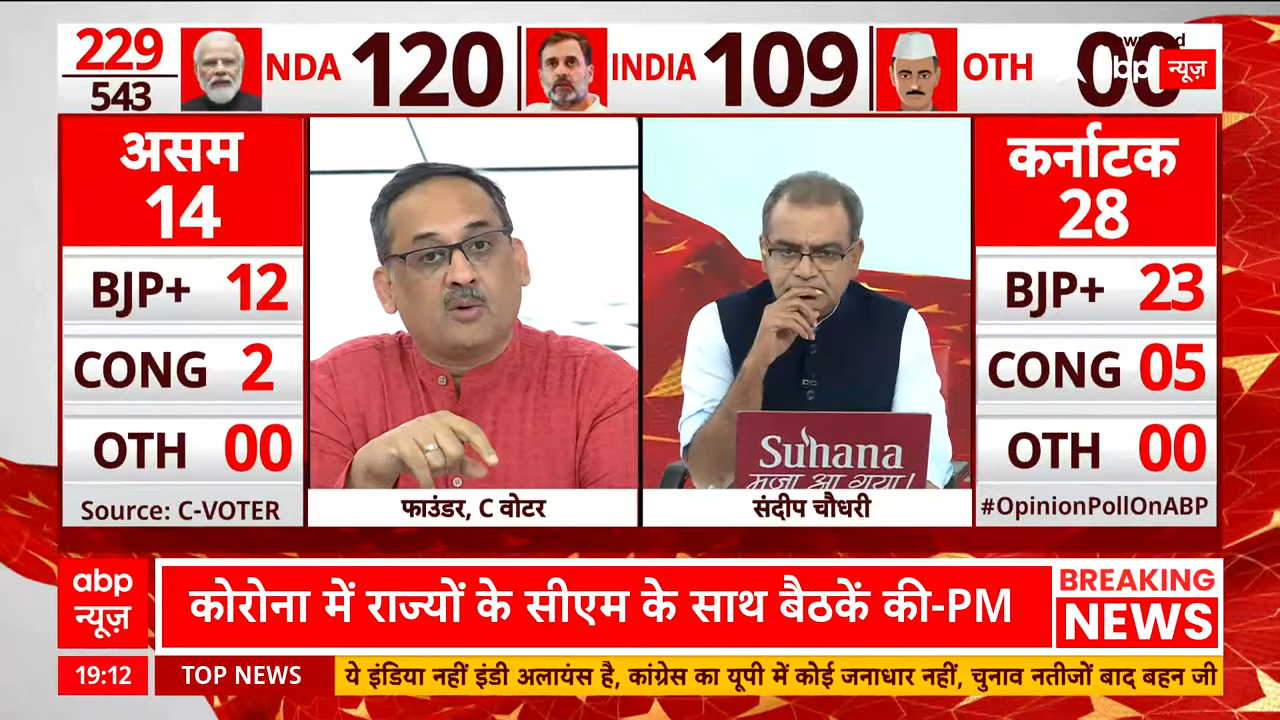 229
543
NDA 120
INDIA 109
OTH
abp न्यूज़
असम
14
BJP+ 12
CONG 2
OTH 00
Source: C-VOTER
Suhana
मज़ा आ गया!
फाउंडर, C वोटर
संदीप चौधरी
कर्नाटक
28
BJP+ 23
CONG 05
OTH 00
#OpinionPollOnABP
abp
न्यूज़
कोरोना में राज्यों के सीएम के साथ बैठकें की-PM
BREAKING
NEWS
19:12
TOP NEWS
ये इंडिया नहीं इंडी अलायंस है, कांग्रेस का यूपी में कोई जनाधार नहीं, चुनाव नतीजों बाद बहन जी